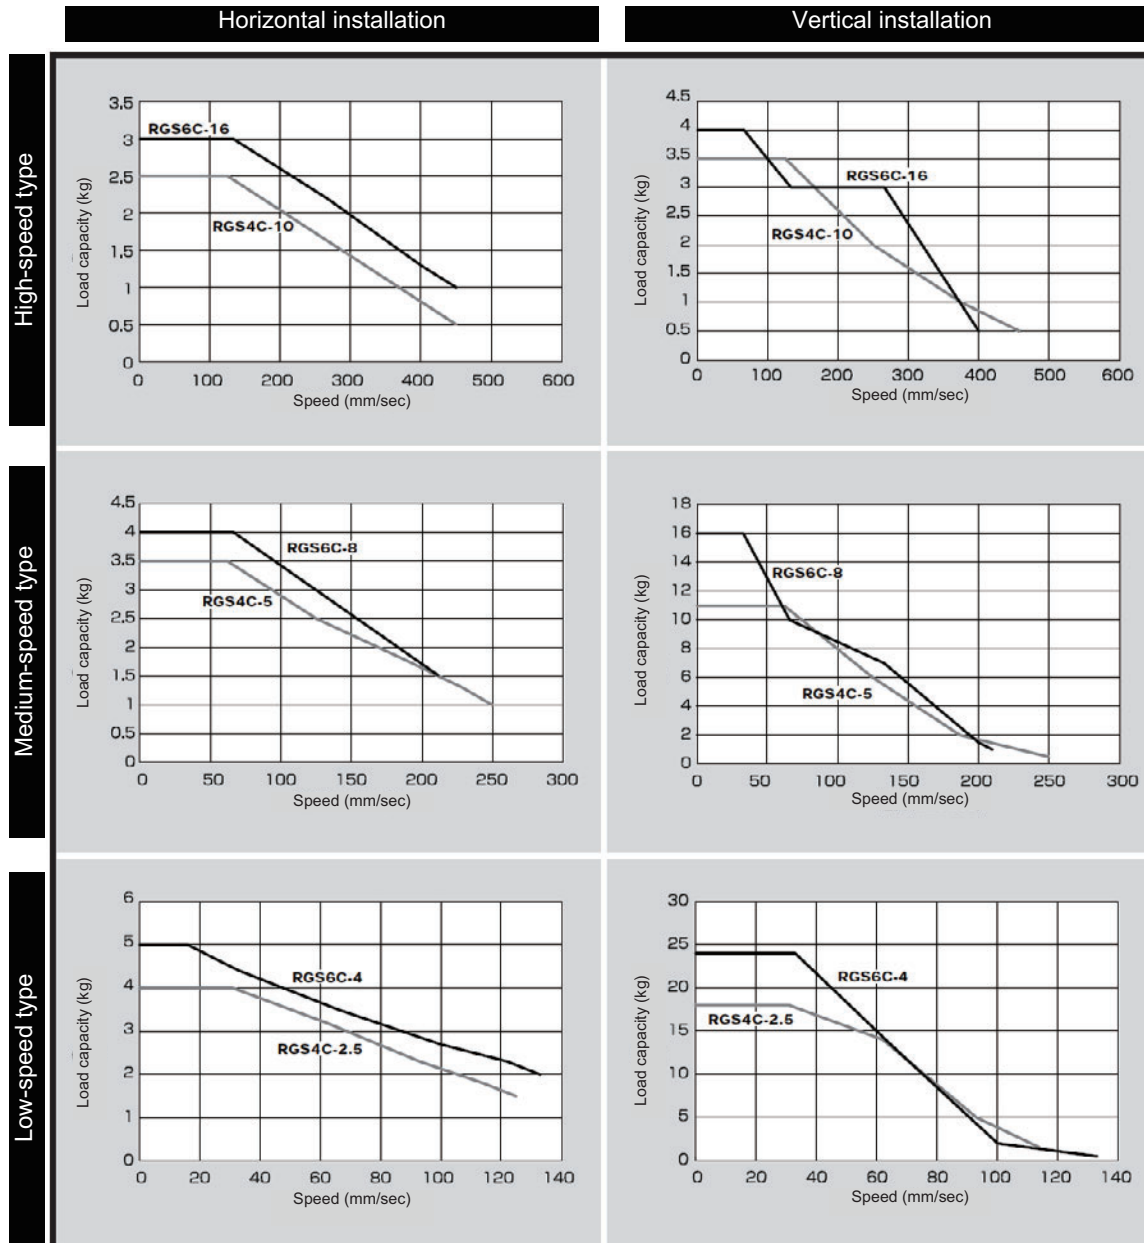 Horizontal installation
Vertical installation
High-speed type
Load capacity (kg)
3.5
3
2.5
2
1.5
1
0.5
0
RGS6C-16
RGS4C-10
0 100 200 300 400 500 600
Speed (mm/sec)
Load capacity (kg)
4.5
4
3.5
3
2.5
2
1.5
1
0.5
0
RGS6C-16
RGS4C-10
0 100 200 300 400 500 600
Speed (mm/sec)
Medium-speed type
Load capacity (kg)
4.5
4
3.5
3
2.5
2
1.5
1
0.5
0
RGS6C-8
RGS4C-5
0 50 100 150 200 250 300
Speed (mm/sec)
Load capacity (kg)
18
16
14
12
10
8
6
4
2
0
RGS6C-8
RGS4C-5
0 50 100 150 200 250 300
Speed (mm/sec)
Low-speed type
Load capacity (kg)
6
5
4
3
2
1
0
RGS6C-4
RGS4C-2.5
0 20 40 60 80 100 120 140
Speed (mm/sec)
Load capacity (kg)
30
25
20
15
10
5
0
RGS6C-4
RGS4C-2.5
0 20 40 60 80 100 120 140
Speed (mm/sec)